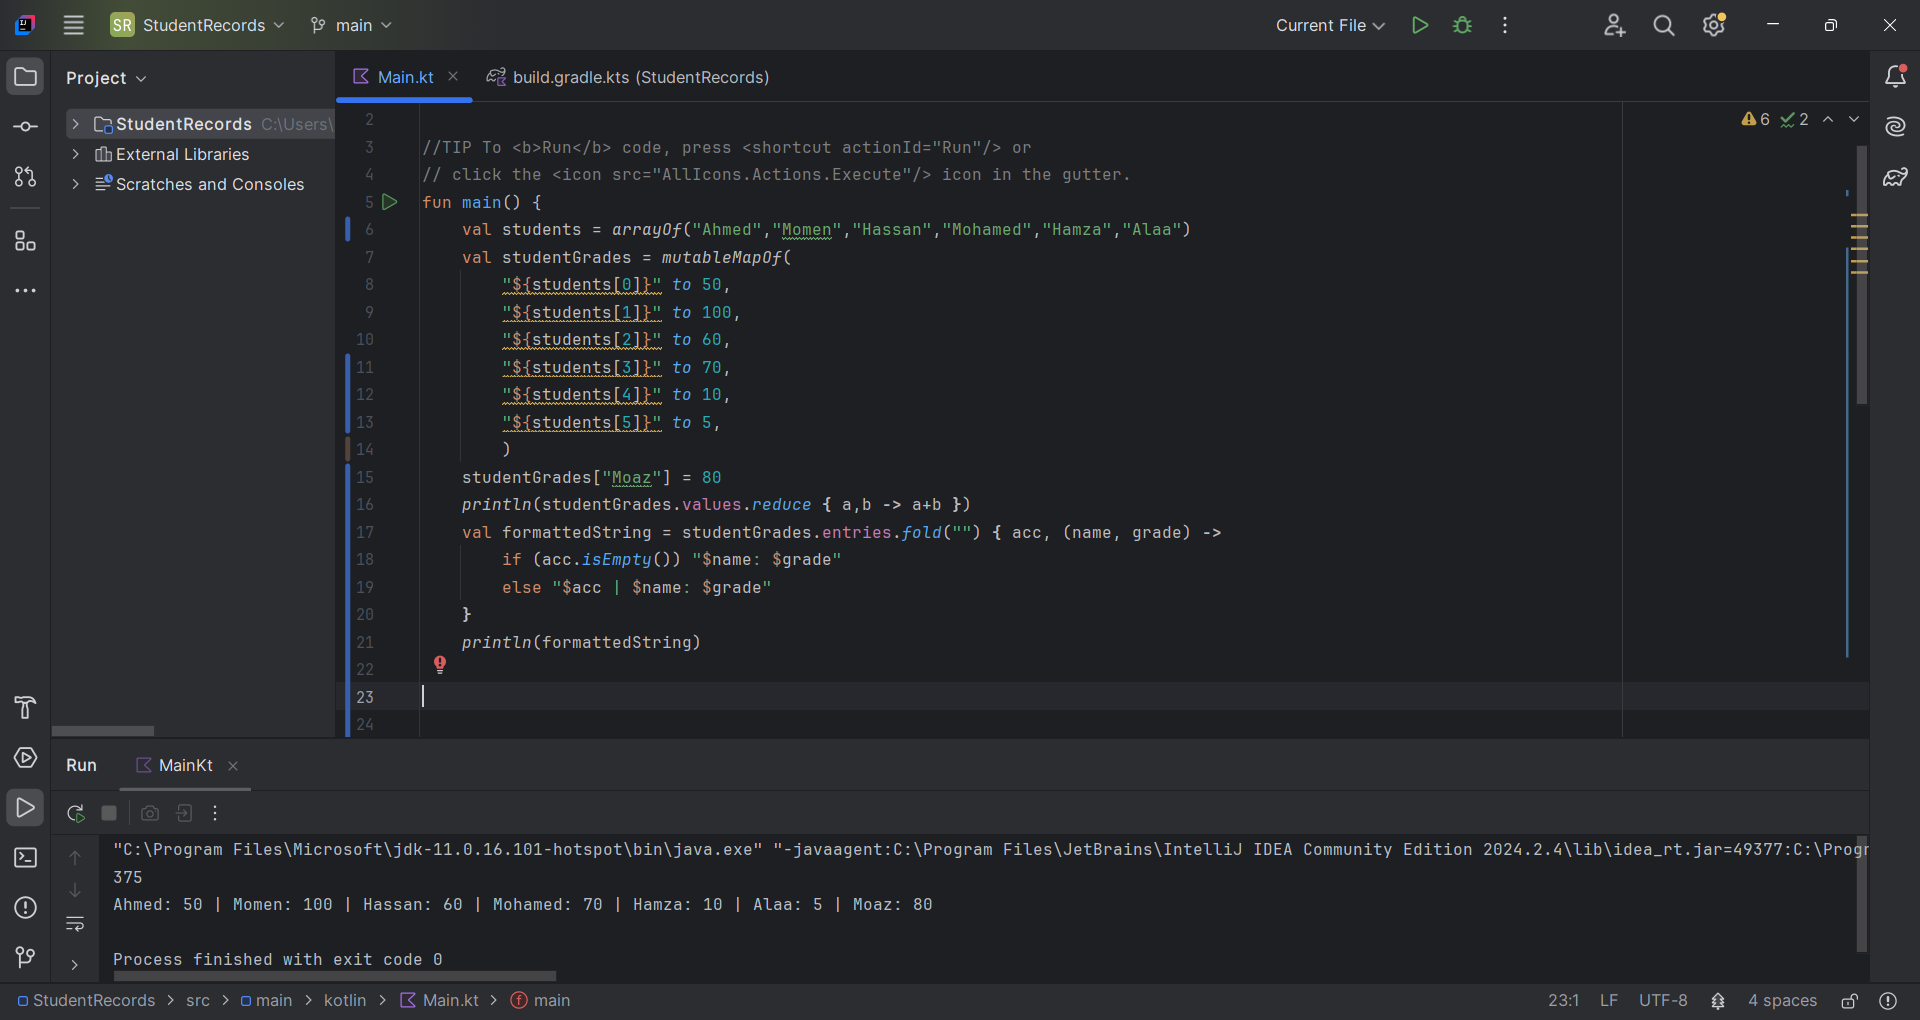 SR StudentRecords main Current File
Project
Main.kt build.gradle.kts (StudentRecords)
StudentRecords C:\Users\
External Libraries
Scratches and Consoles
6 2
2
3 //TIP To <b>Run</b> code, press <shortcut actionId="Run"/> or
4 // click the <icon src="AllIcons.Actions.Execute"/> icon in the gutter.
5 fun main() {
6 val students = arrayOf("Ahmed","Momen","Hassan","Mohamed","Hamza","Alaa")
7 val studentGrades = mutableMapOf(
8 "${students[0]}" to 50,
9 "${students[1]}" to 100,
10 "${students[2]}" to 60,
11 "${students[3]}" to 70,
12 "${students[4]}" to 10,
13 "${students[5]}" to 5,
14 )
15 studentGrades["Moaz"] = 80
16 println(studentGrades.values.reduce { a,b -> a+b })
17 val formattedString = studentGrades.entries.fold("") { acc, (name, grade) ->
18 if (acc.isEmpty()) "$name: $grade"
19 else "$acc | $name: $grade"
20 }
21 println(formattedString)
22
23
24
Run MainKt
"C:\Program Files\Microsoft\jdk-11.0.16.101-hotspot\bin\java.exe" "-javaagent:C:\Program Files\JetBrains\IntelliJ IDEA Community Edition 2024.2.4\lib\idea_rt.jar=49377:C:\Progr
375
Ahmed: 50 | Momen: 100 | Hassan: 60 | Mohamed: 70 | Hamza: 10 | Alaa: 5 | Moaz: 80
Process finished with exit code 0
StudentRecords > src > main > kotlin > Main.kt > main 23:1 LF UTF-8 4 spaces